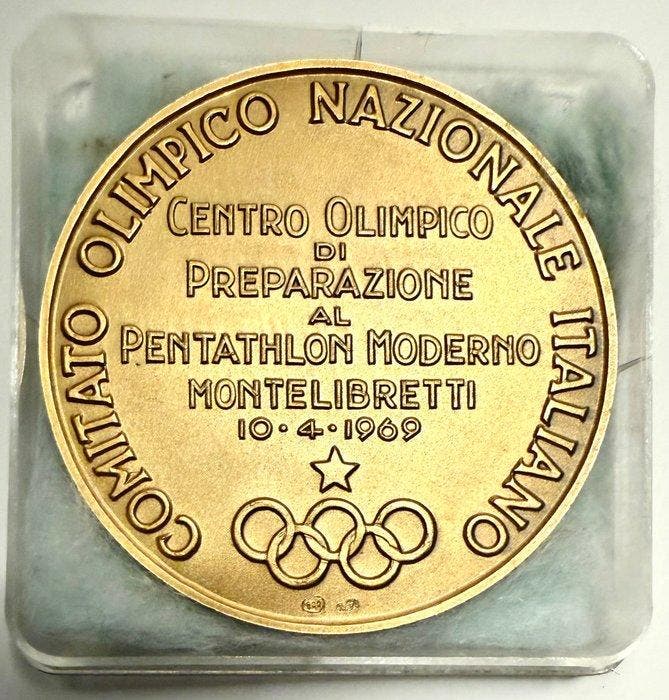 COMITATO OLIMPICO NAZIONALE ITALIANO
CENTRO OLIMPICO
DI
PREPARAZIONE
AL
PENTATHLON MODERNO
MONTELIBRETTI
10·4·1969